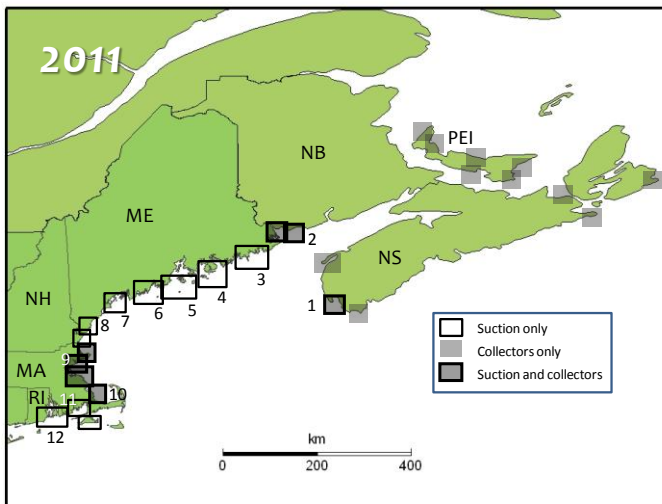 2011
PEI
NB
ME
2
NS
3
4
1
5
6
7
NH
8
9
MA
RI
10
11
12
Suction only
Collectors only
Suction and collectors
km
0 200 400